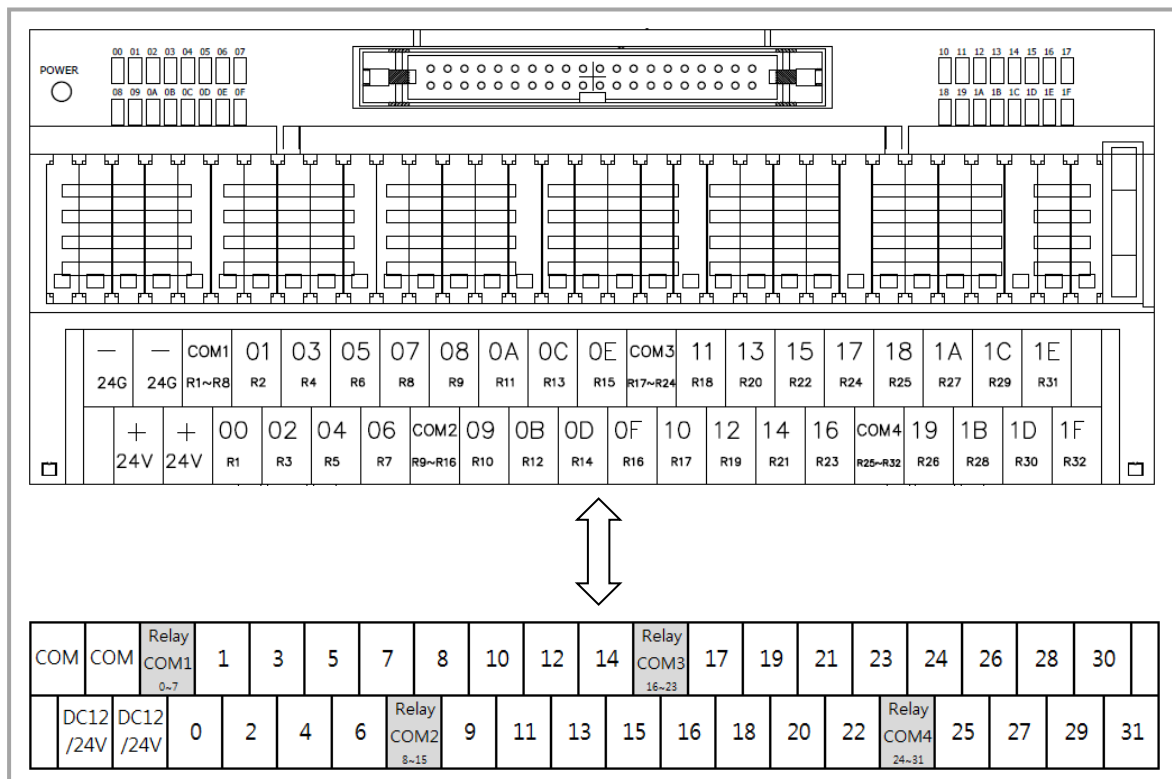 00 01 02 03 04 05 06 07
10 11 12 13 14 15 16 17
POWER
08 09 0A 0B 0C 0D 0E 0F
18 19 1A 1B 1C 1D 1E 1F
— — COM1 01 03 05 07 08 0A 0C 0E COM3 11 13 15 17 18 1A 1C 1E
24G 24G R1~R8 R2 R4 R6 R8 R9 R11 R13 R15 R17~R24 R18 R20 R22 R24 R25 R27 R29 R31
+ + 00 02 04 06 COM2 09 0B 0D 0F 10 12 14 16 COM4 19 1B 1D 1F
24V 24V R1 R3 R5 R7 R9~R16 R10 R12 R14 R16 R17 R19 R21 R23 R25~R32 R26 R28 R30 R32
Relay Relay
COM COM COM1 1 3 5 7 8 10 12 14 COM3 17 19 21 23 24 26 28 30
0~7 16~23
DC12 DC12 Relay Relay
/24V /24V 0 2 4 6 COM2 9 11 13 15 16 18 20 22 COM4 25 27 29 31
8~15 24~31